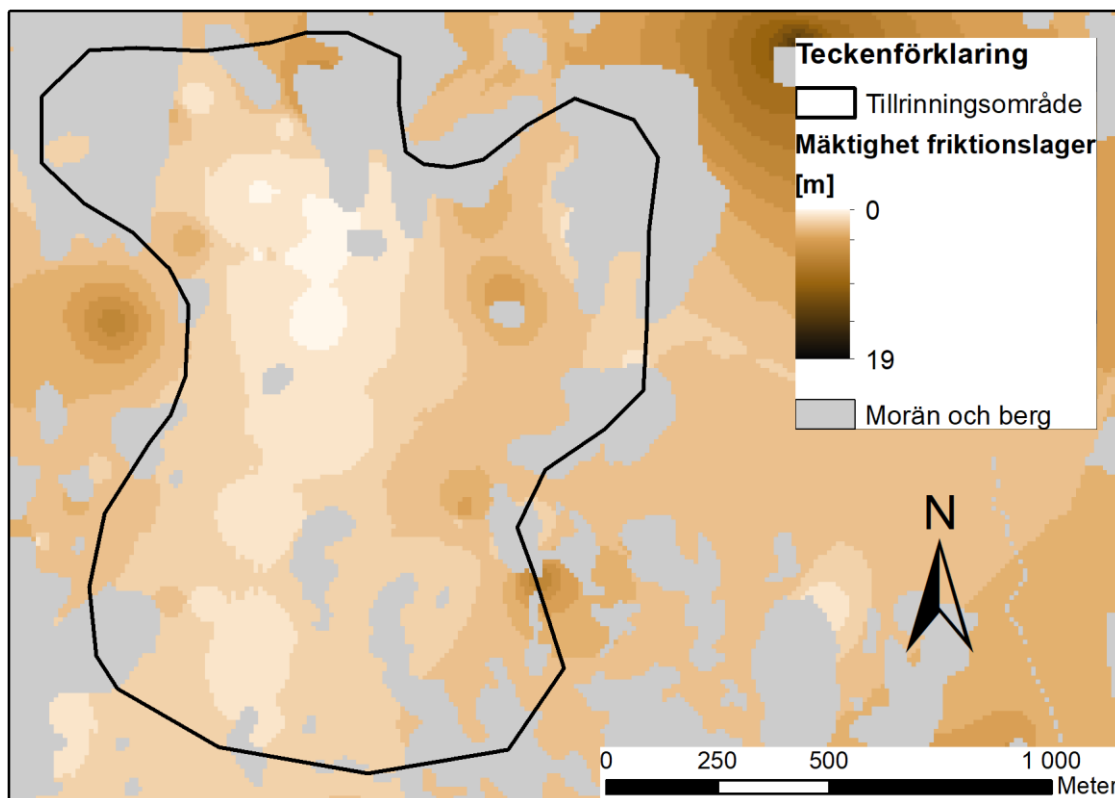 Teckenförklaring
Tillrinningsområde
Mäktighet friktionslager
[m]
0
19
Morän och berg
N
0 250 500 1 000
Meter